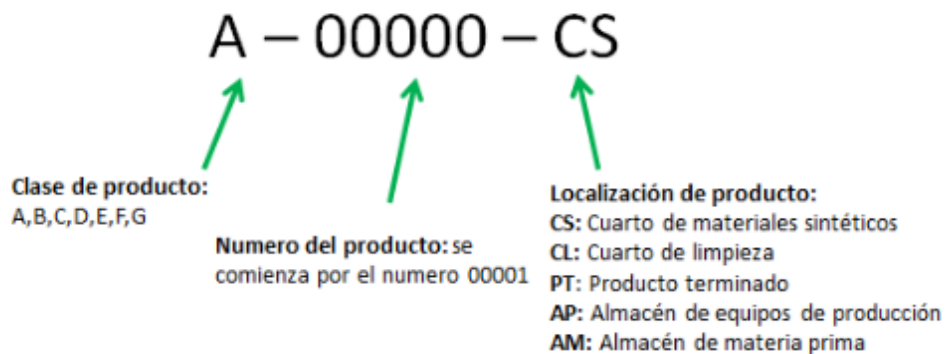 A – 00000 – CS
Clase de producto:
A,B,C,D,E,F,G
Numero del producto: se
comienza por el numero 00001
Localización de producto:
CS: Cuarto de materiales sintéticos
CL: Cuarto de limpieza
PT: Producto terminado
AP: Almacén de equipos de producción
AM: Almacén de materia prima